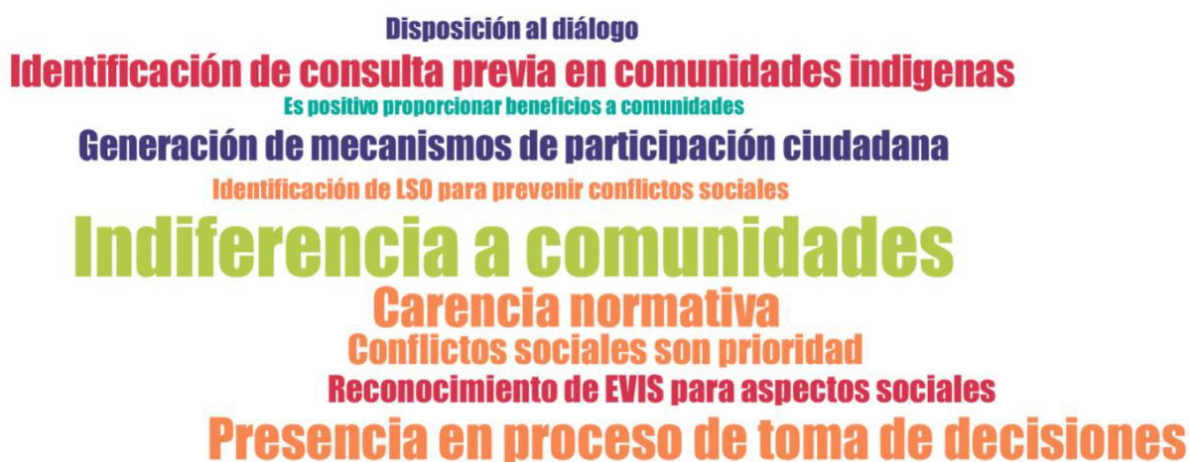 Disposición al diálogo
Identificación de consulta previa en comunidades indigenas
Es positivo proporcionar beneficios a comunidades
Generación de mecanismos de participación ciudadana
Identificación de LSO para prevenir conflictos sociales
Indiferencia a comunidades
Carencia normativa
Conflictos sociales son prioridad
Reconocimiento de EVIS para aspectos sociales
Presencia en proceso de toma de decisiones